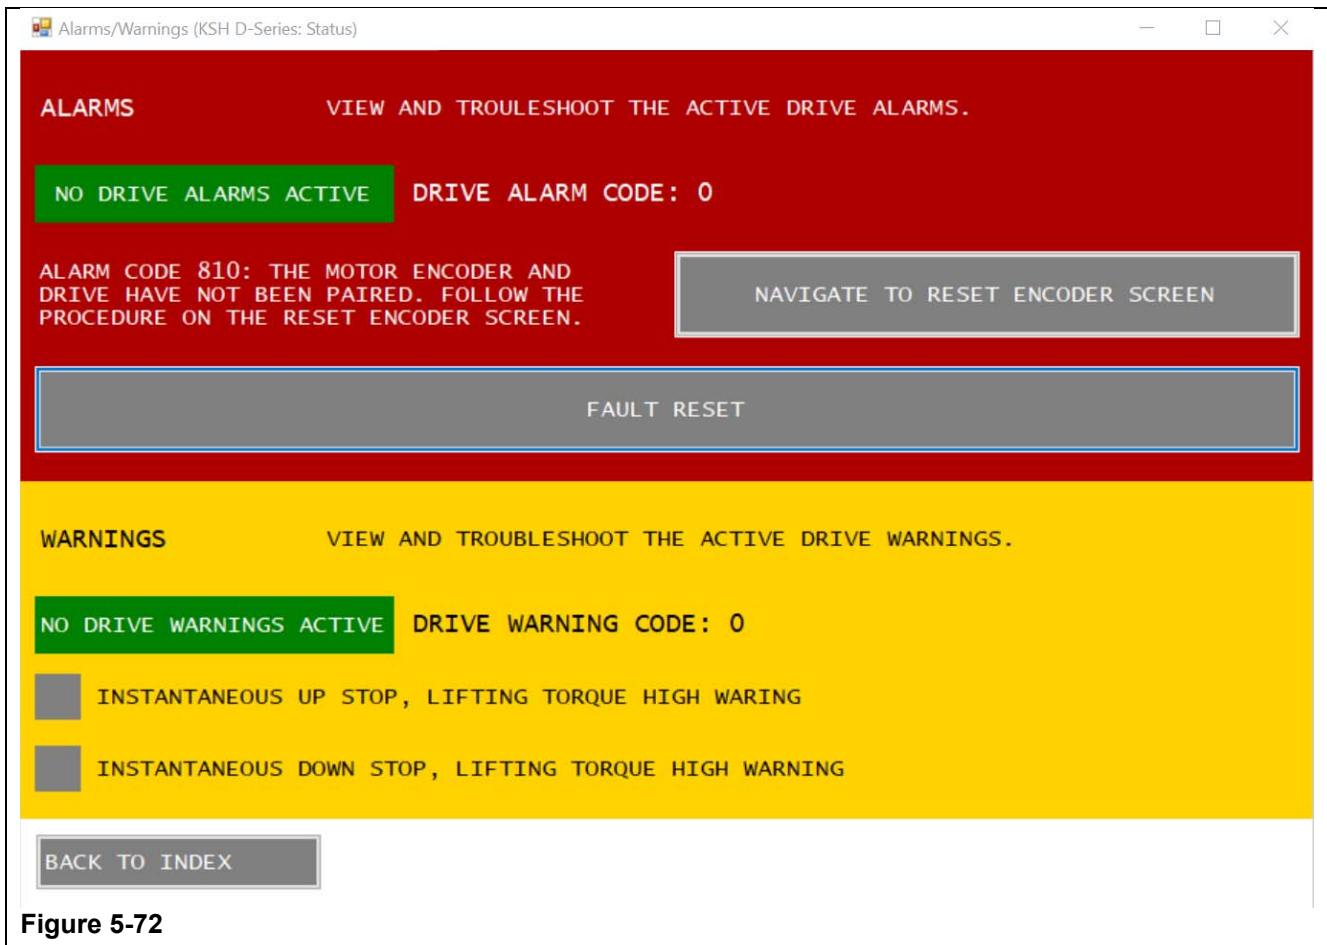 Alarms/Warnings (KSH D-Series: Status)
ALARMS VIEW AND TROULESHOOT THE ACTIVE DRIVE ALARMS.
NO DRIVE ALARMS ACTIVE DRIVE ALARM CODE: 0
ALARM CODE 810: THE MOTOR ENCODER AND
DRIVE HAVE NOT BEEN PAIRED. FOLLOW THE
PROCEDURE ON THE RESET ENCODER SCREEN.
NAVIGATE TO RESET ENCODER SCREEN
FAULT RESET
WARNINGS VIEW AND TROUBLESHOOT THE ACTIVE DRIVE WARNINGS.
NO DRIVE WARNINGS ACTIVE DRIVE WARNING CODE: 0
INSTANTANEOUS UP STOP, LIFTING TORQUE HIGH WARING
INSTANTANEOUS DOWN STOP, LIFTING TORQUE HIGH WARNING
BACK TO INDEX
Figure 5-72